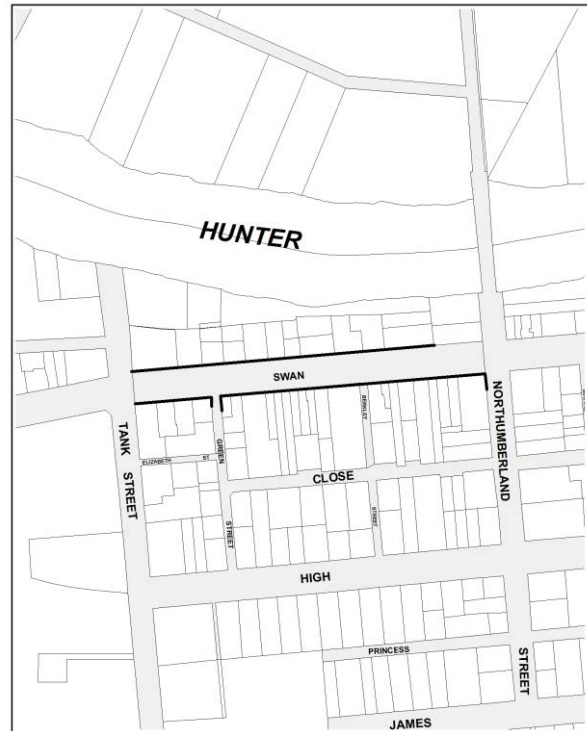 HUNTER
SWAN
TANK
STREET
GREEN
STREET
ELIZABETH ST
BERKLEY
STREET
CLOSE
NORTHUMBERLAND
STREET
HIGH
PRINCESS
JAMES